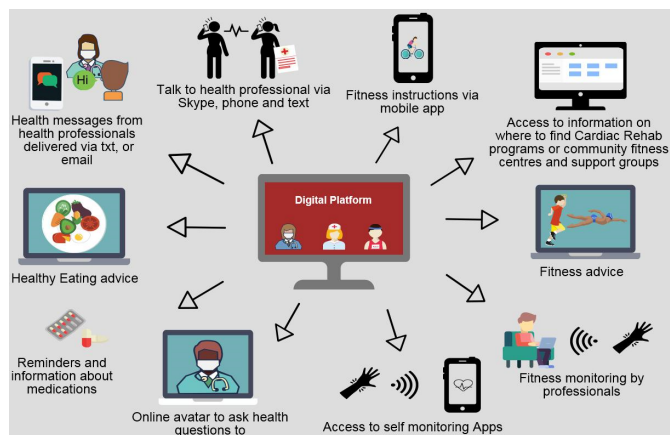 Hi
Health messages from
health professionals
delivered via txt, or
email
Talk to health professional via
Skype, phone and text
Fitness instructions via
mobile app
Access to information on
where to find Cardiac Rehab
programs or community fitness
centres and support groups
Digital Platform
Healthy Eating advice
Fitness advice
Reminders and
information about
medications
Online avatar to ask health
questions to
Access to self monitoring Apps
Fitness monitoring by
professionals